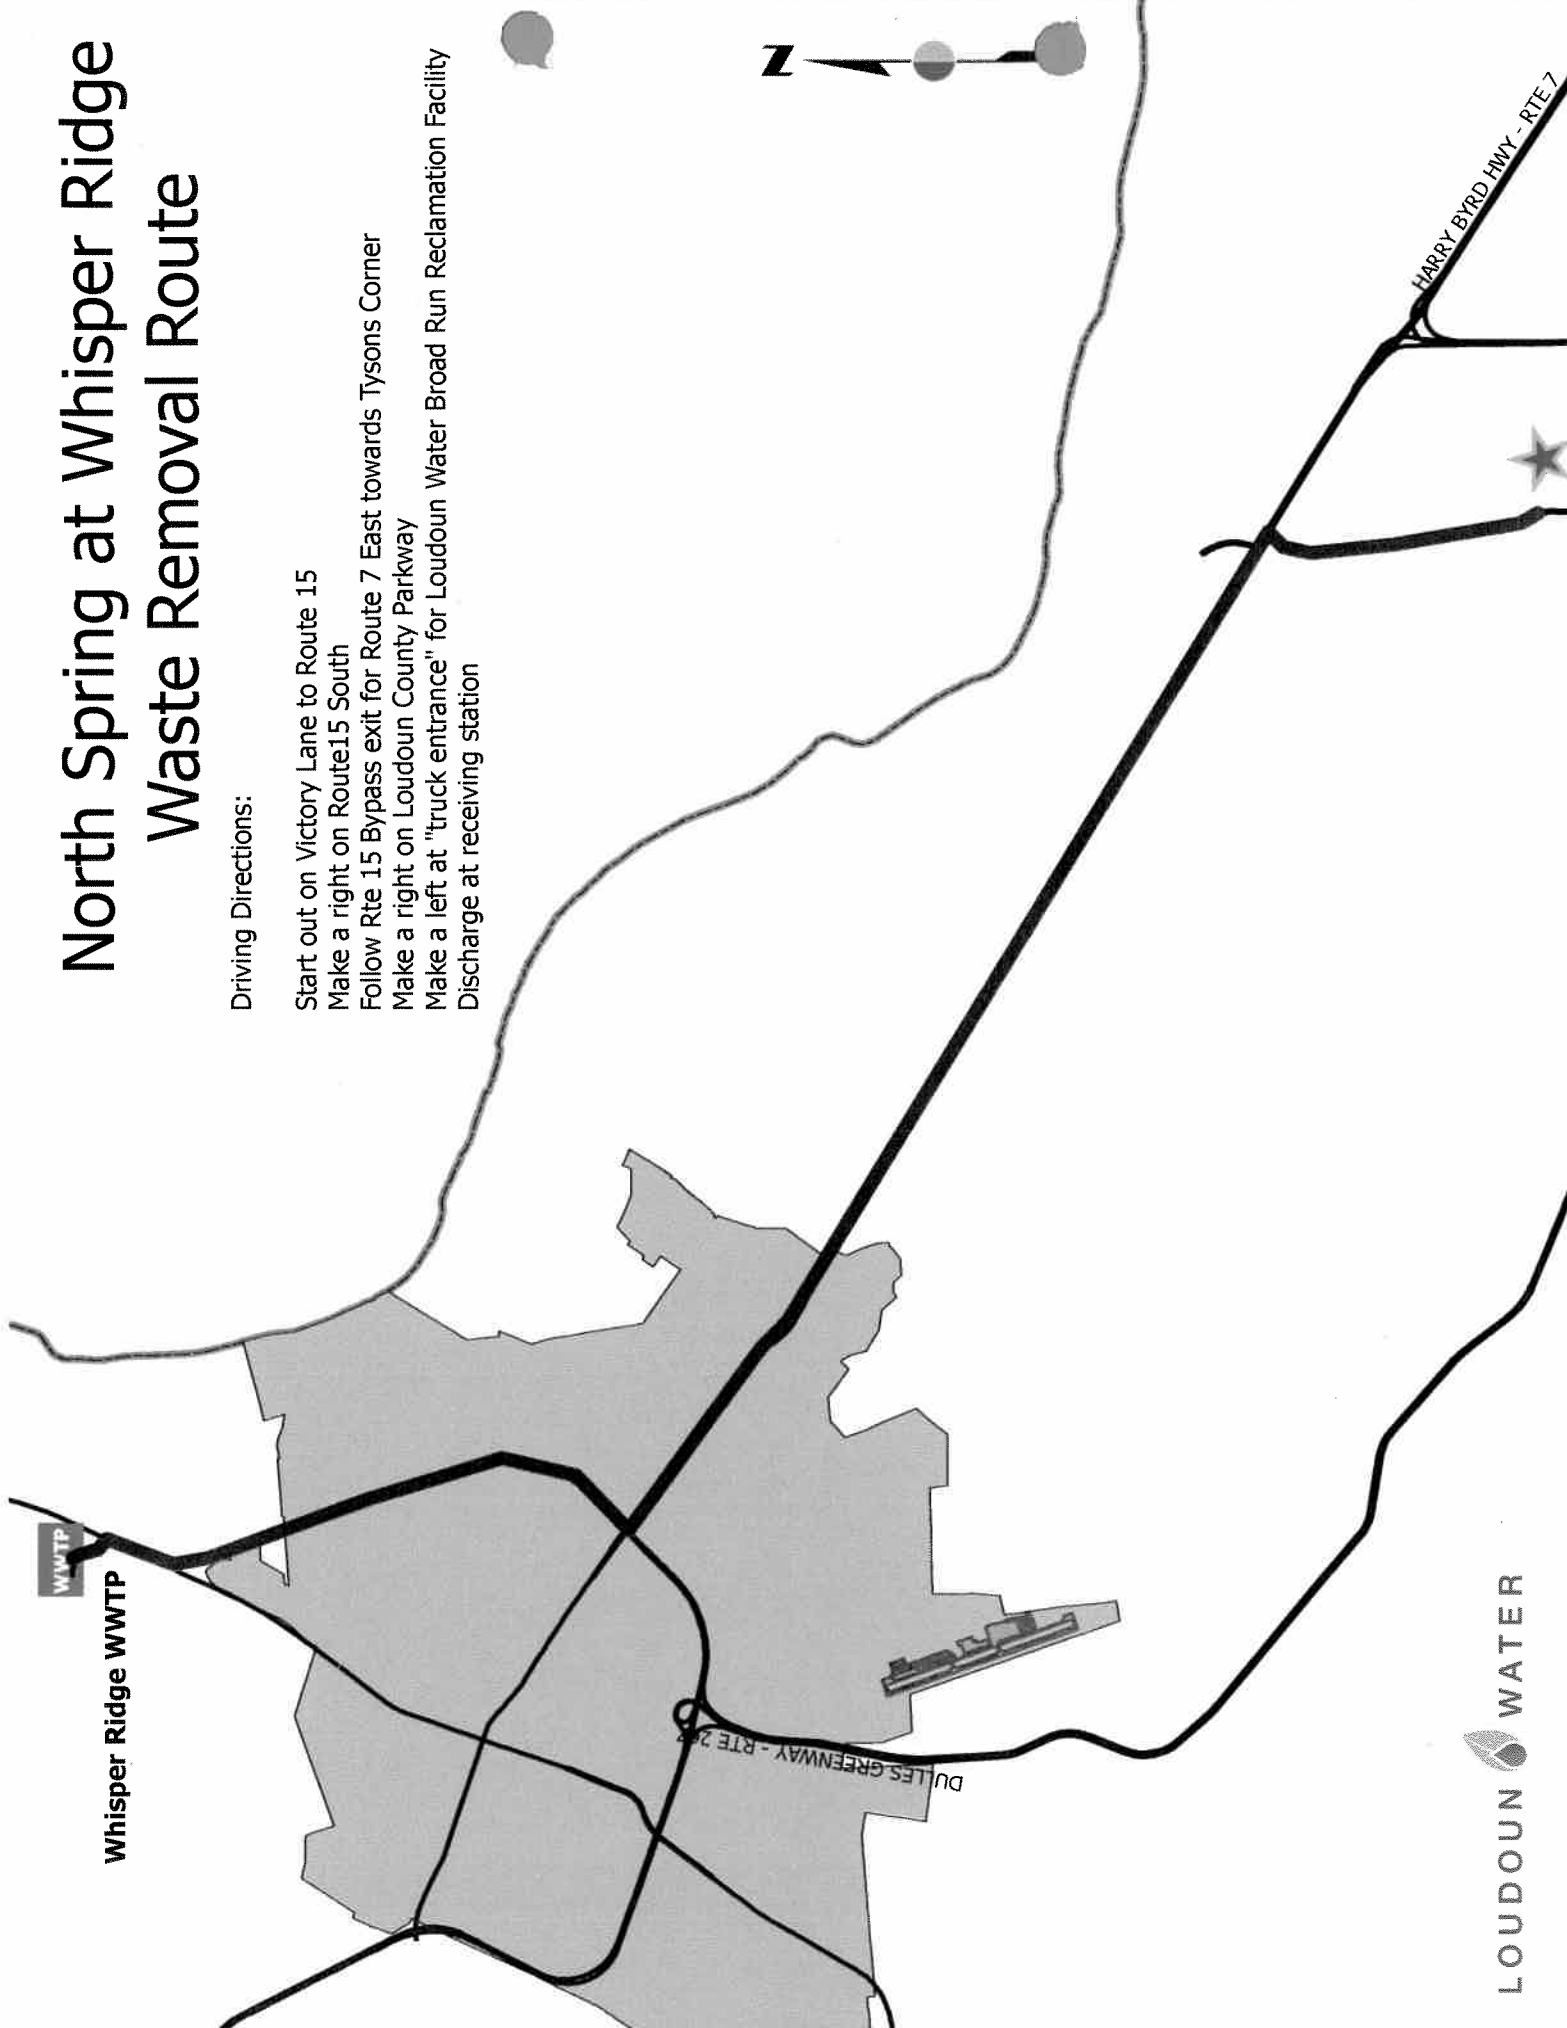 North Spring at Whisper Ridge
Waste Removal Route
Driving Directions:
Start out on Victory Lane to Route 15
Make a right on Route15 South
Follow Rte 15 Bypass exit for Route 7 East towards Tysons Corner
Make a right on Loudoun County Parkway
Make a left at "truck entrance" for Loudoun Water Broad Run Reclamation Facility
Discharge at receiving station
N
WWTP
Whisper Ridge WWTP
HARRY BYRD HWY - RTE 7
DULLES GREENWAY - RTE
LOUDOUN WATER